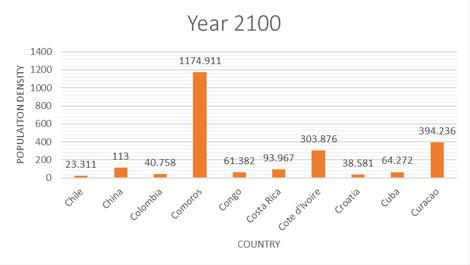 Year 2100
POPULAITON DENSITY
1400
1200
1000
800
600
400
200
0
23.311
113
40.758
1174.911
61.382
93.967
303.876
38.581
64.272
394.236
Chile
China
Colombia
Comoros
Congo
Costa Rica
Cote d'Ivoire
Croatia
Cuba
Curacao
COUNTRY